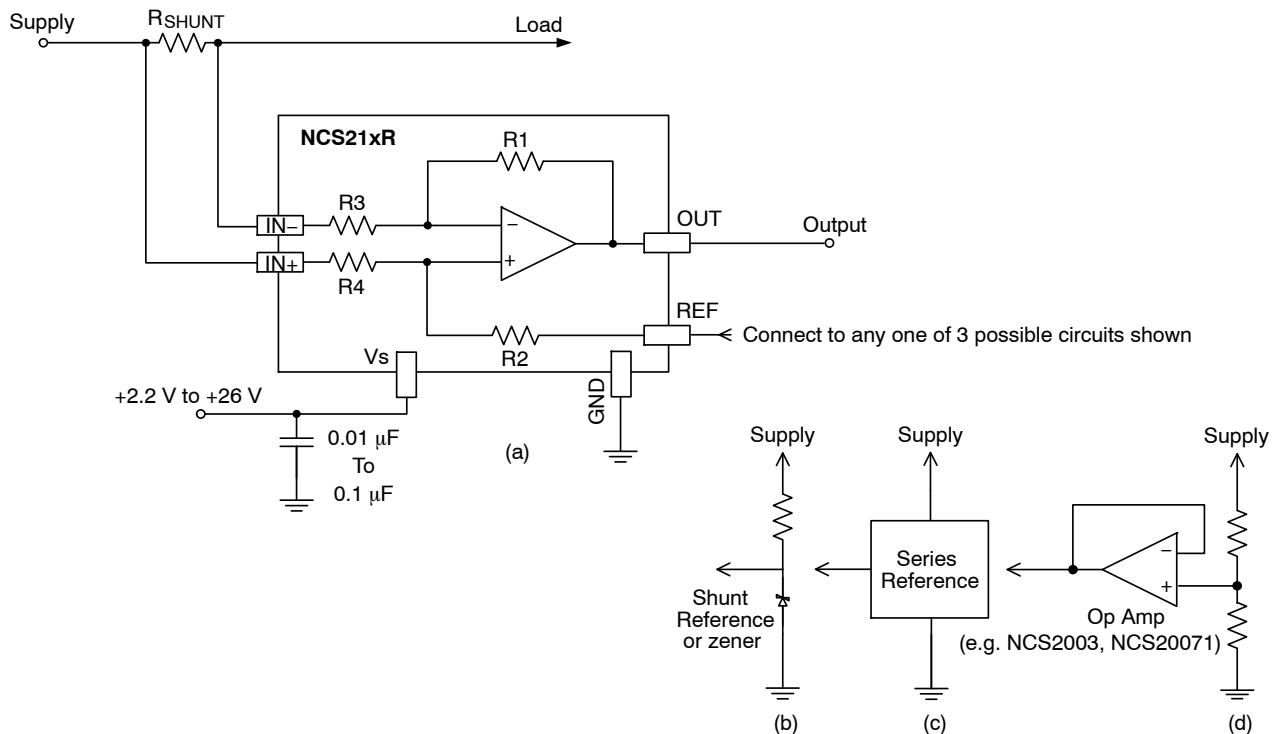 Supply
RSHUNT
Load
NCS21xR
R1
R3
IN−
−
OUT
Output
IN+
+
R4
REF
Connect to any one of 3 possible circuits shown
R2
Vs
GND
+2.2 V to +26 V
0.01 μF
To
0.1 μF
(a)
Supply
Supply
Supply
Series
Reference
−
+
Shunt
Reference
or zener
Op Amp
(e.g. NCS2003, NCS20071)
(b)
(c)
(d)